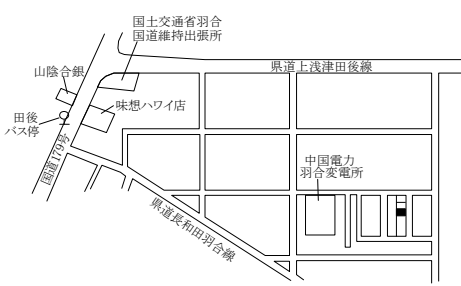 国土交通省羽合
国道維持出張所
県道上浅津田後線
山陰合銀
味想ハワイ店
田後
バス停
国道179号
中国電力
羽合変電所
県道長和田羽合線